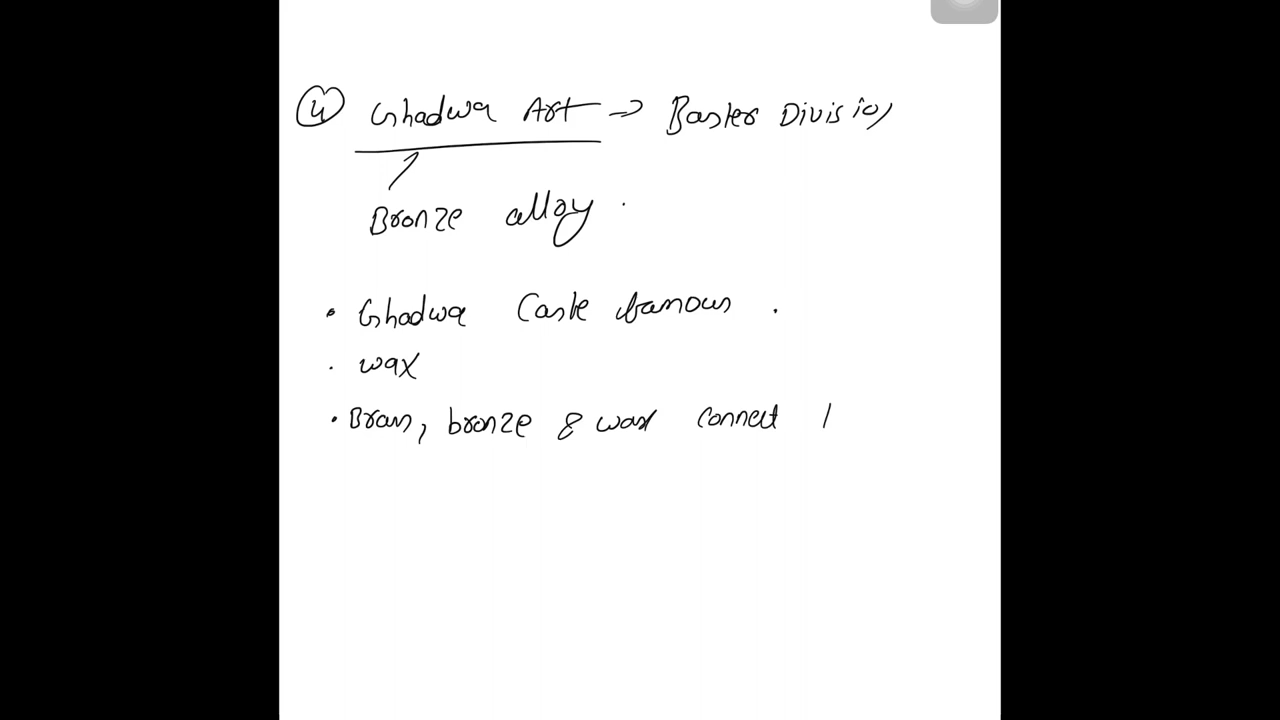 ④ Ghadwa Art → Baster Division
Bronze alloy .
• Ghadwa Caste famous .
• wax
• Brass, bronze & wax connect